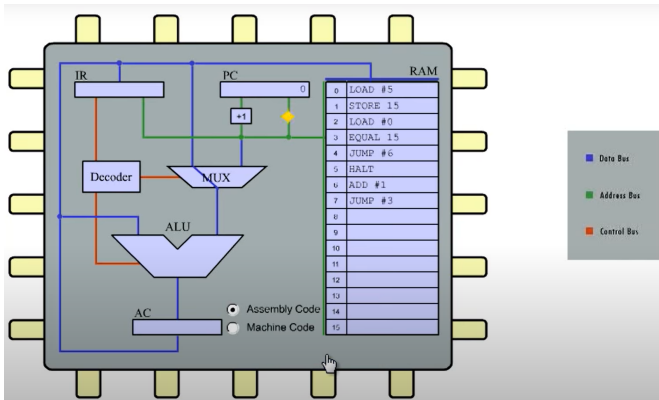 IR
PC
RAM
0
+1
Decoder
MUX
ALU
AC
Assembly Code
Machine Code
0 LOAD #5
1 STORE 15
2 LOAD #0
3 EQUAL 15
4 JUMP #6
5 HALT
6 ADD #1
7 JUMP #3
8
9
10
11
12
13
14
15
Data Bus
Address Bus
Control Bus